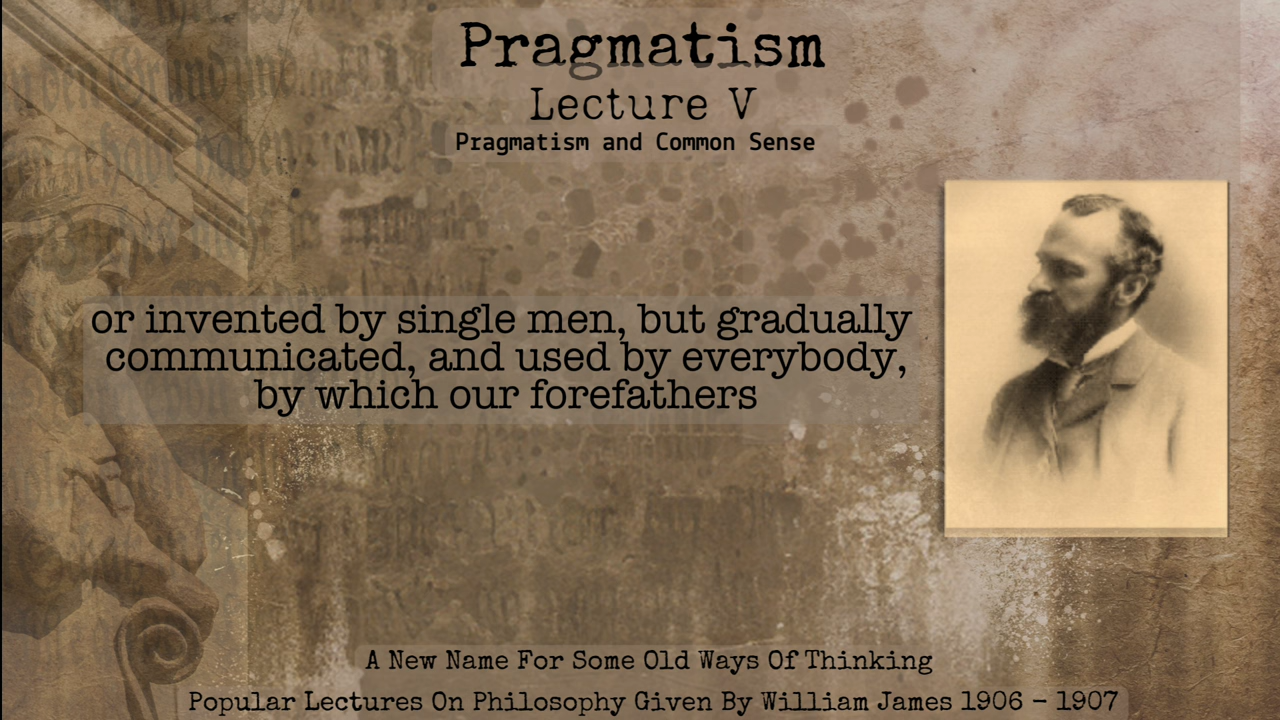 Pragmatism
Lecture V
Pragmatism and Common Sense
or invented by single men, but gradually
communicated, and used by everybody,
by which our forefathers
A New Name For Some Old Ways Of Thinking
Popular Lectures On Philosophy Given By William James 1906 – 1907